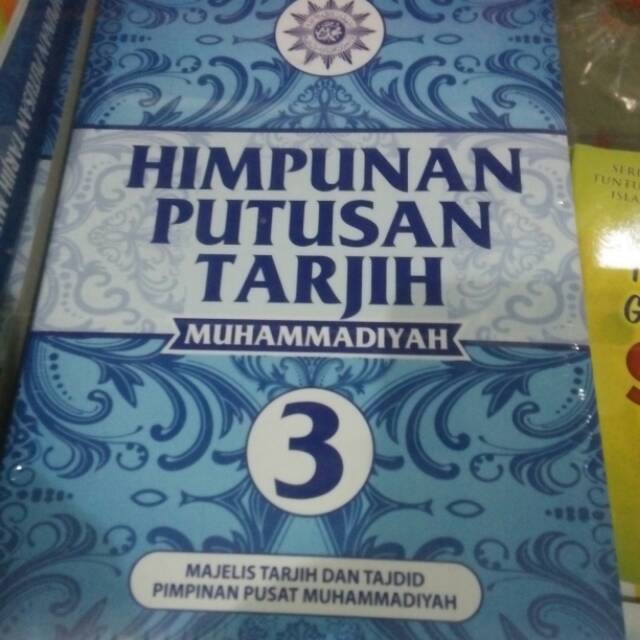 HIMPUNAN
PUTUSAN
TARJIH
MUHAMMADIYAH
3
MAJELIS TARJIH DAN TAJDID
PIMPINAN PUSAT MUHAMMADIYAH